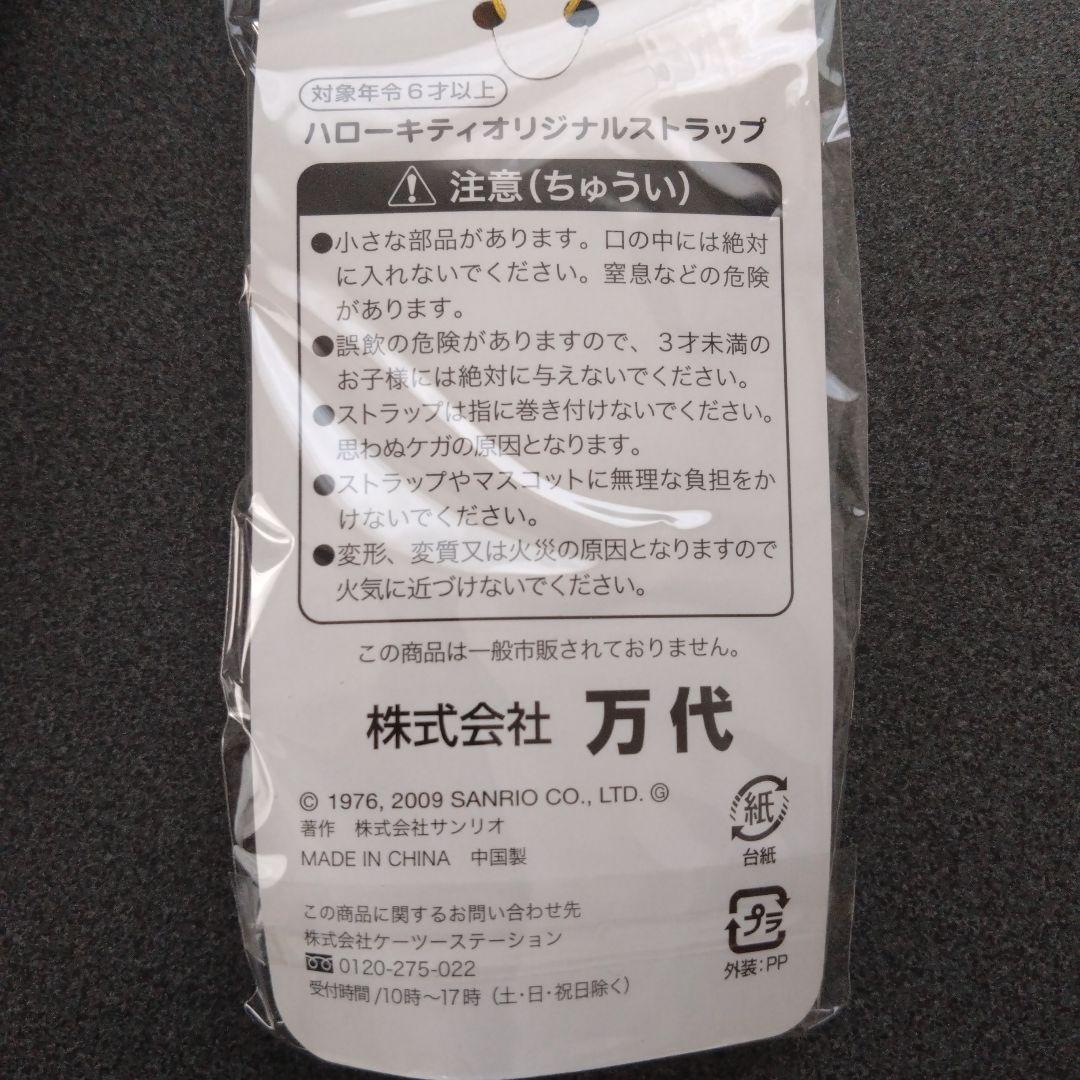 対象年令6才以上
ハローキティオリジナルストラップ
注意(ちゅうい)
●小さな部品があります。口の中には絶対
に入れないでください。窒息などの危険
があります。
●誤飲の危険がありますので、3才未満の
お子様には絶対に与えないでください。
●ストラップは指に巻き付けないでください。
思わぬケガの原因となります。
●ストラップやマスコットに無理な負担をか
けないでください。
●変形、変質又は火災の原因となりますので
火気に近づけないでください。
この商品は一般市販されておりません。
株式会社 万代
© 1976, 2009 SANRIO CO., LTD. Ⓖ
著作 株式会社サンリオ
MADE IN CHINA 中国製
紙
台紙
この商品に関するお問い合わせ先
株式会社ケーツーステーション
0120-275-022
受付時間/10時〜17時(土・日・祝日除く)
プラ
外装:PP